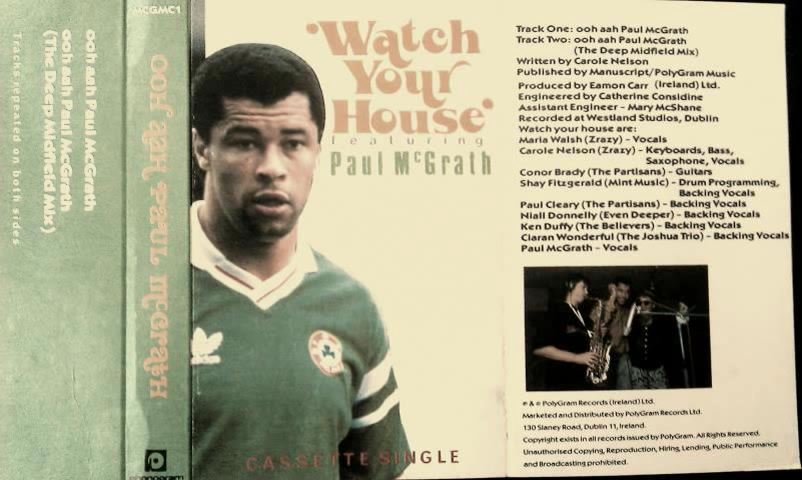 Tracks repeated on both sides
ooh aah Paul McGrath
ooh aah Paul McGrath
(The Deep Midfield Mix)
MCGMC1
OOH aah Paul McGrath
'Watch
Your
House'
featuring
Paul McGrath
CASSETTE SINGLE
Track One: ooh aah Paul McGrath
Track Two: ooh aah Paul McGrath
(The Deep Midfield Mix)
Written by Carole Nelson
Published by Manuscript/PolyGram Music
(Ireland) Ltd.
Produced by Eamon Carr
Engineered by Catherine Considine
Assistant Engineer - Mary McShane
Recorded at Westland Studios, Dublin
Watch your house are:
Maria Walsh (Zrazy) - Vocals
Carole Nelson (Zrazy) - Keyboards, Bass,
Saxophone, Vocals
Conor Brady (The Partisans) - Guitars
Shay Fitzgerald (Mint Music) - Drum Programming,
Backing Vocals
Paul Cleary (The Partisans) - Backing Vocals
Niall Donnelly (Even Deeper) - Backing Vocals
Ken Duffy (The Believers) - Backing Vocals
Ciaran Wonderful (The Joshua Trio) - Backing Vocals
Paul McGrath - Vocals
℗ & © PolyGram Records (Ireland) Ltd.
Marketed and Distributed by PolyGram Records Ltd.
130 Slaney Road, Dublin 11, Ireland.
Copyright exists in all records issued by PolyGram. All Rights Reserved.
Unauthorised Copying, Reproduction, Hiring, Lending, Public Performance
and Broadcasting prohibited.